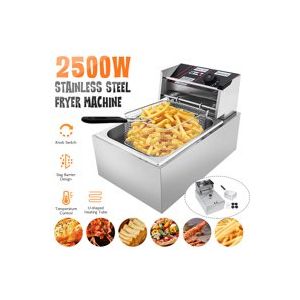 2500W
STAINLESS STEEL
FRYER MACHINE
Knob Switch
Slag Barrier
Design
Temperature
Control
U-shaped
Heating Tube